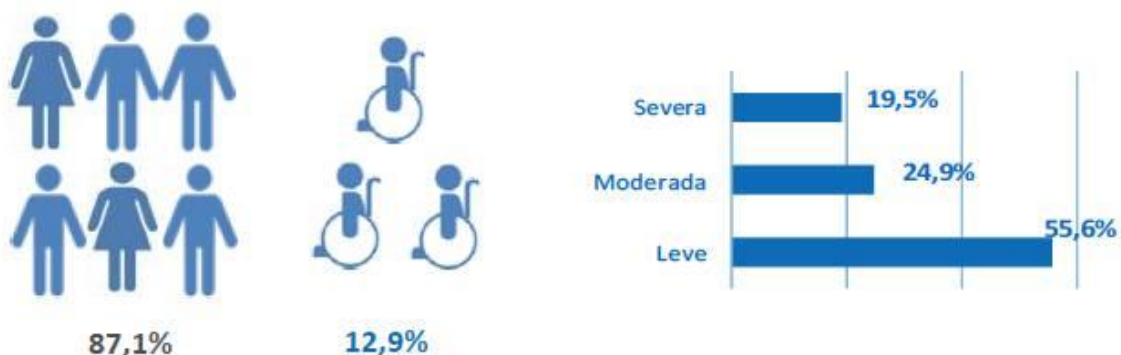 87,1%
12,9%
Severa
19,5%
Moderada
24,9%
Leve
55,6%